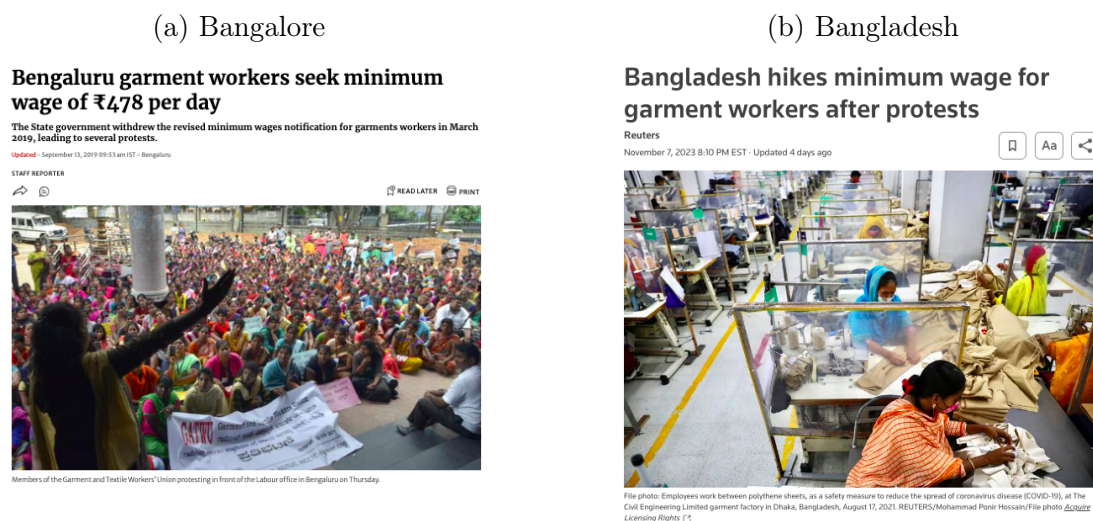 (a) Bangalore
Bengaluru garment workers seek minimum
wage of ₹478 per day
The State government withdrew the revised minimum wages notification for garments workers in March
2019, leading to several protests.
Updated - September 13, 2019 09:53 am IST - Bengaluru
STAFF REPORTER
READ LATER PRINT
GATWU Garment and Textile Workers' Union
Members of the Garment and Textile Workers' Union protesting in front of the Labour office in Bengaluru on Thursday.
(b) Bangladesh
Bangladesh hikes minimum wage for
garment workers after protests
Reuters
November 7, 2023 8:10 PM EST · Updated 4 days ago
Aa
File photo: Employees work between polythene sheets, as a safety measure to reduce the spread of coronavirus disease (COVID-19), at The
Civil Engineering Limited garment factory in Dhaka, Bangladesh, August 17, 2021. REUTERS/Mohammad Ponir Hossain/File photo Acquire
Licensing Rights